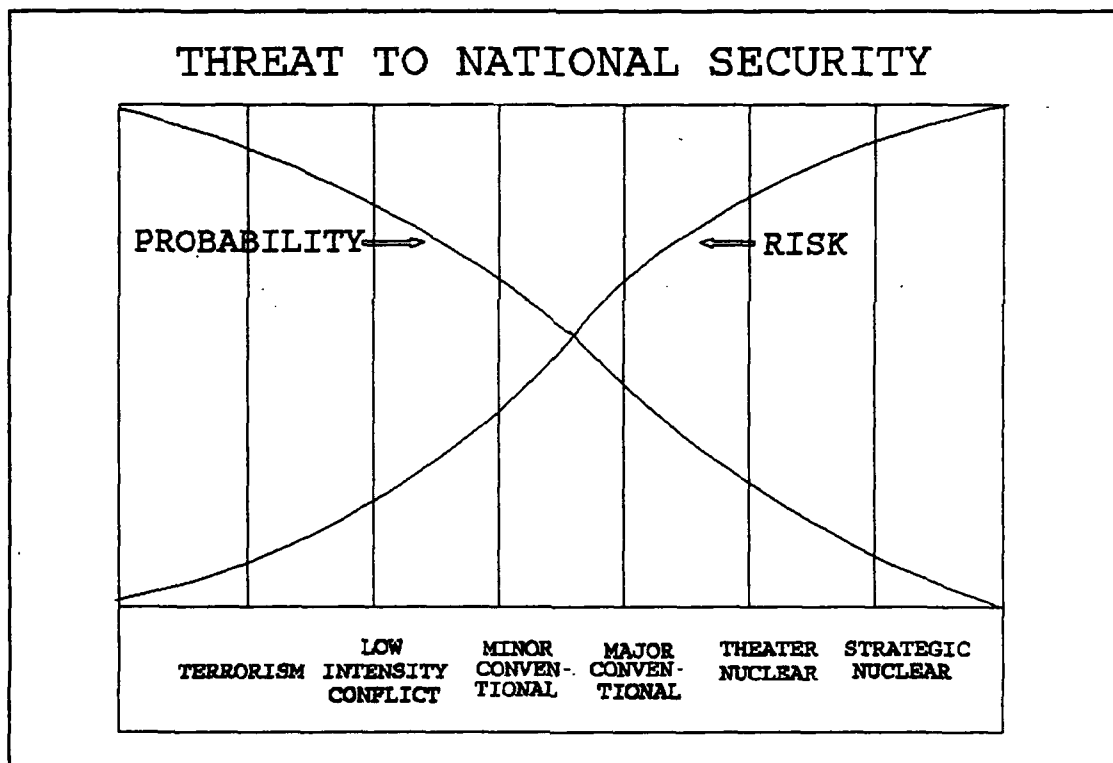 THREAT TO NATIONAL SECURITY
PROBABILITY
RISK
TERRORISM
LOW
INTENSITY
CONFLICT
MINOR
CONVEN-
TIONAL
MAJOR
CONVEN-
TIONAL
THEATER
NUCLEAR
STRATEGIC
NUCLEAR